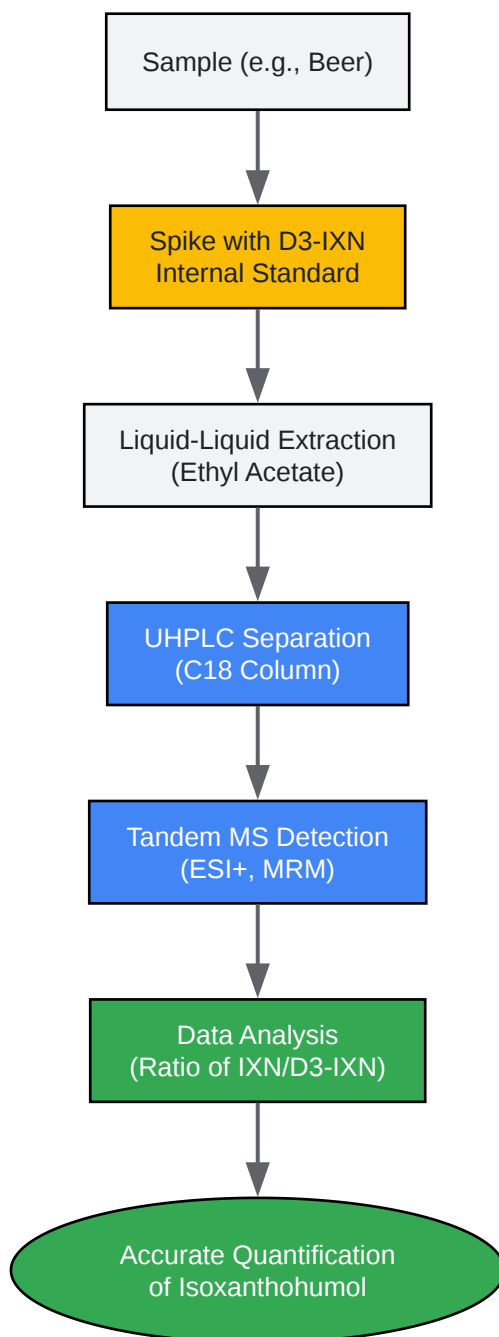 Sample (e.g., Beer)
Spike with D3-IXN
Internal Standard
Liquid-Liquid Extraction
(Ethyl Acetate)
UHPLC Separation
(C18 Column)
Tandem MS Detection
(ESI+, MRM)
Data Analysis
(Ratio of IXN/D3-IXN)
Accurate Quantification
of Isoxanthohumol